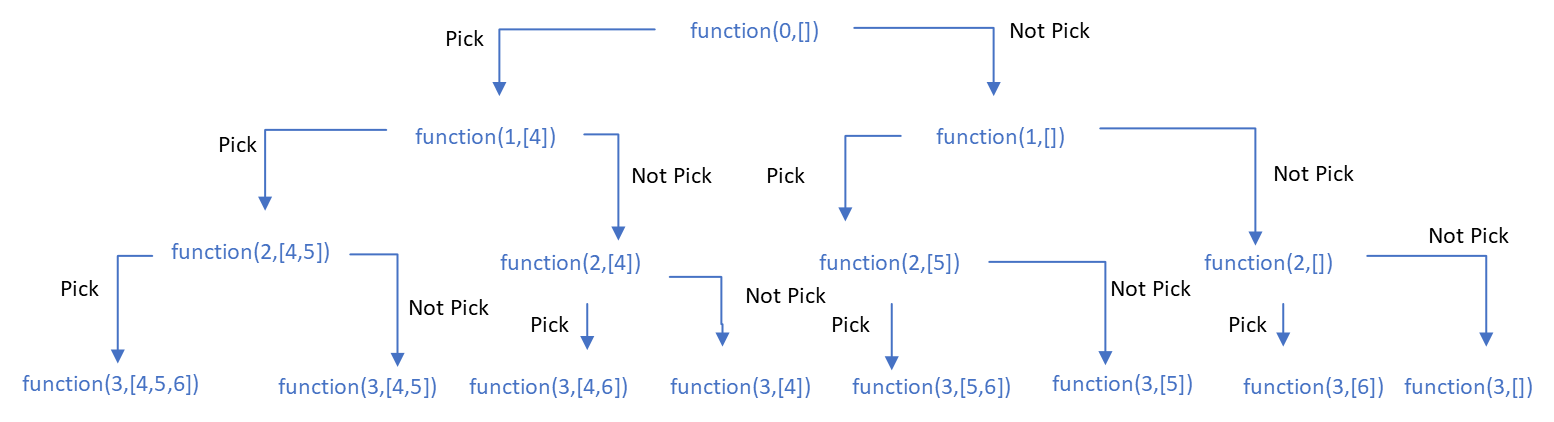 function(0,[])
Pick
Not Pick
function(1,[4])
function(1,[])
Pick
Not Pick
Pick
Not Pick
function(2,[4,5])
function(2,[4])
function(2,[5])
function(2,[])
Not Pick
Pick
Not Pick
Pick
Not Pick
Pick
Not Pick
Pick
function(3,[4,5,6])
function(3,[4,5])
function(3,[4,6])
function(3,[4])
function(3,[5,6])
function(3,[5])
function(3,[6])
function(3,[])